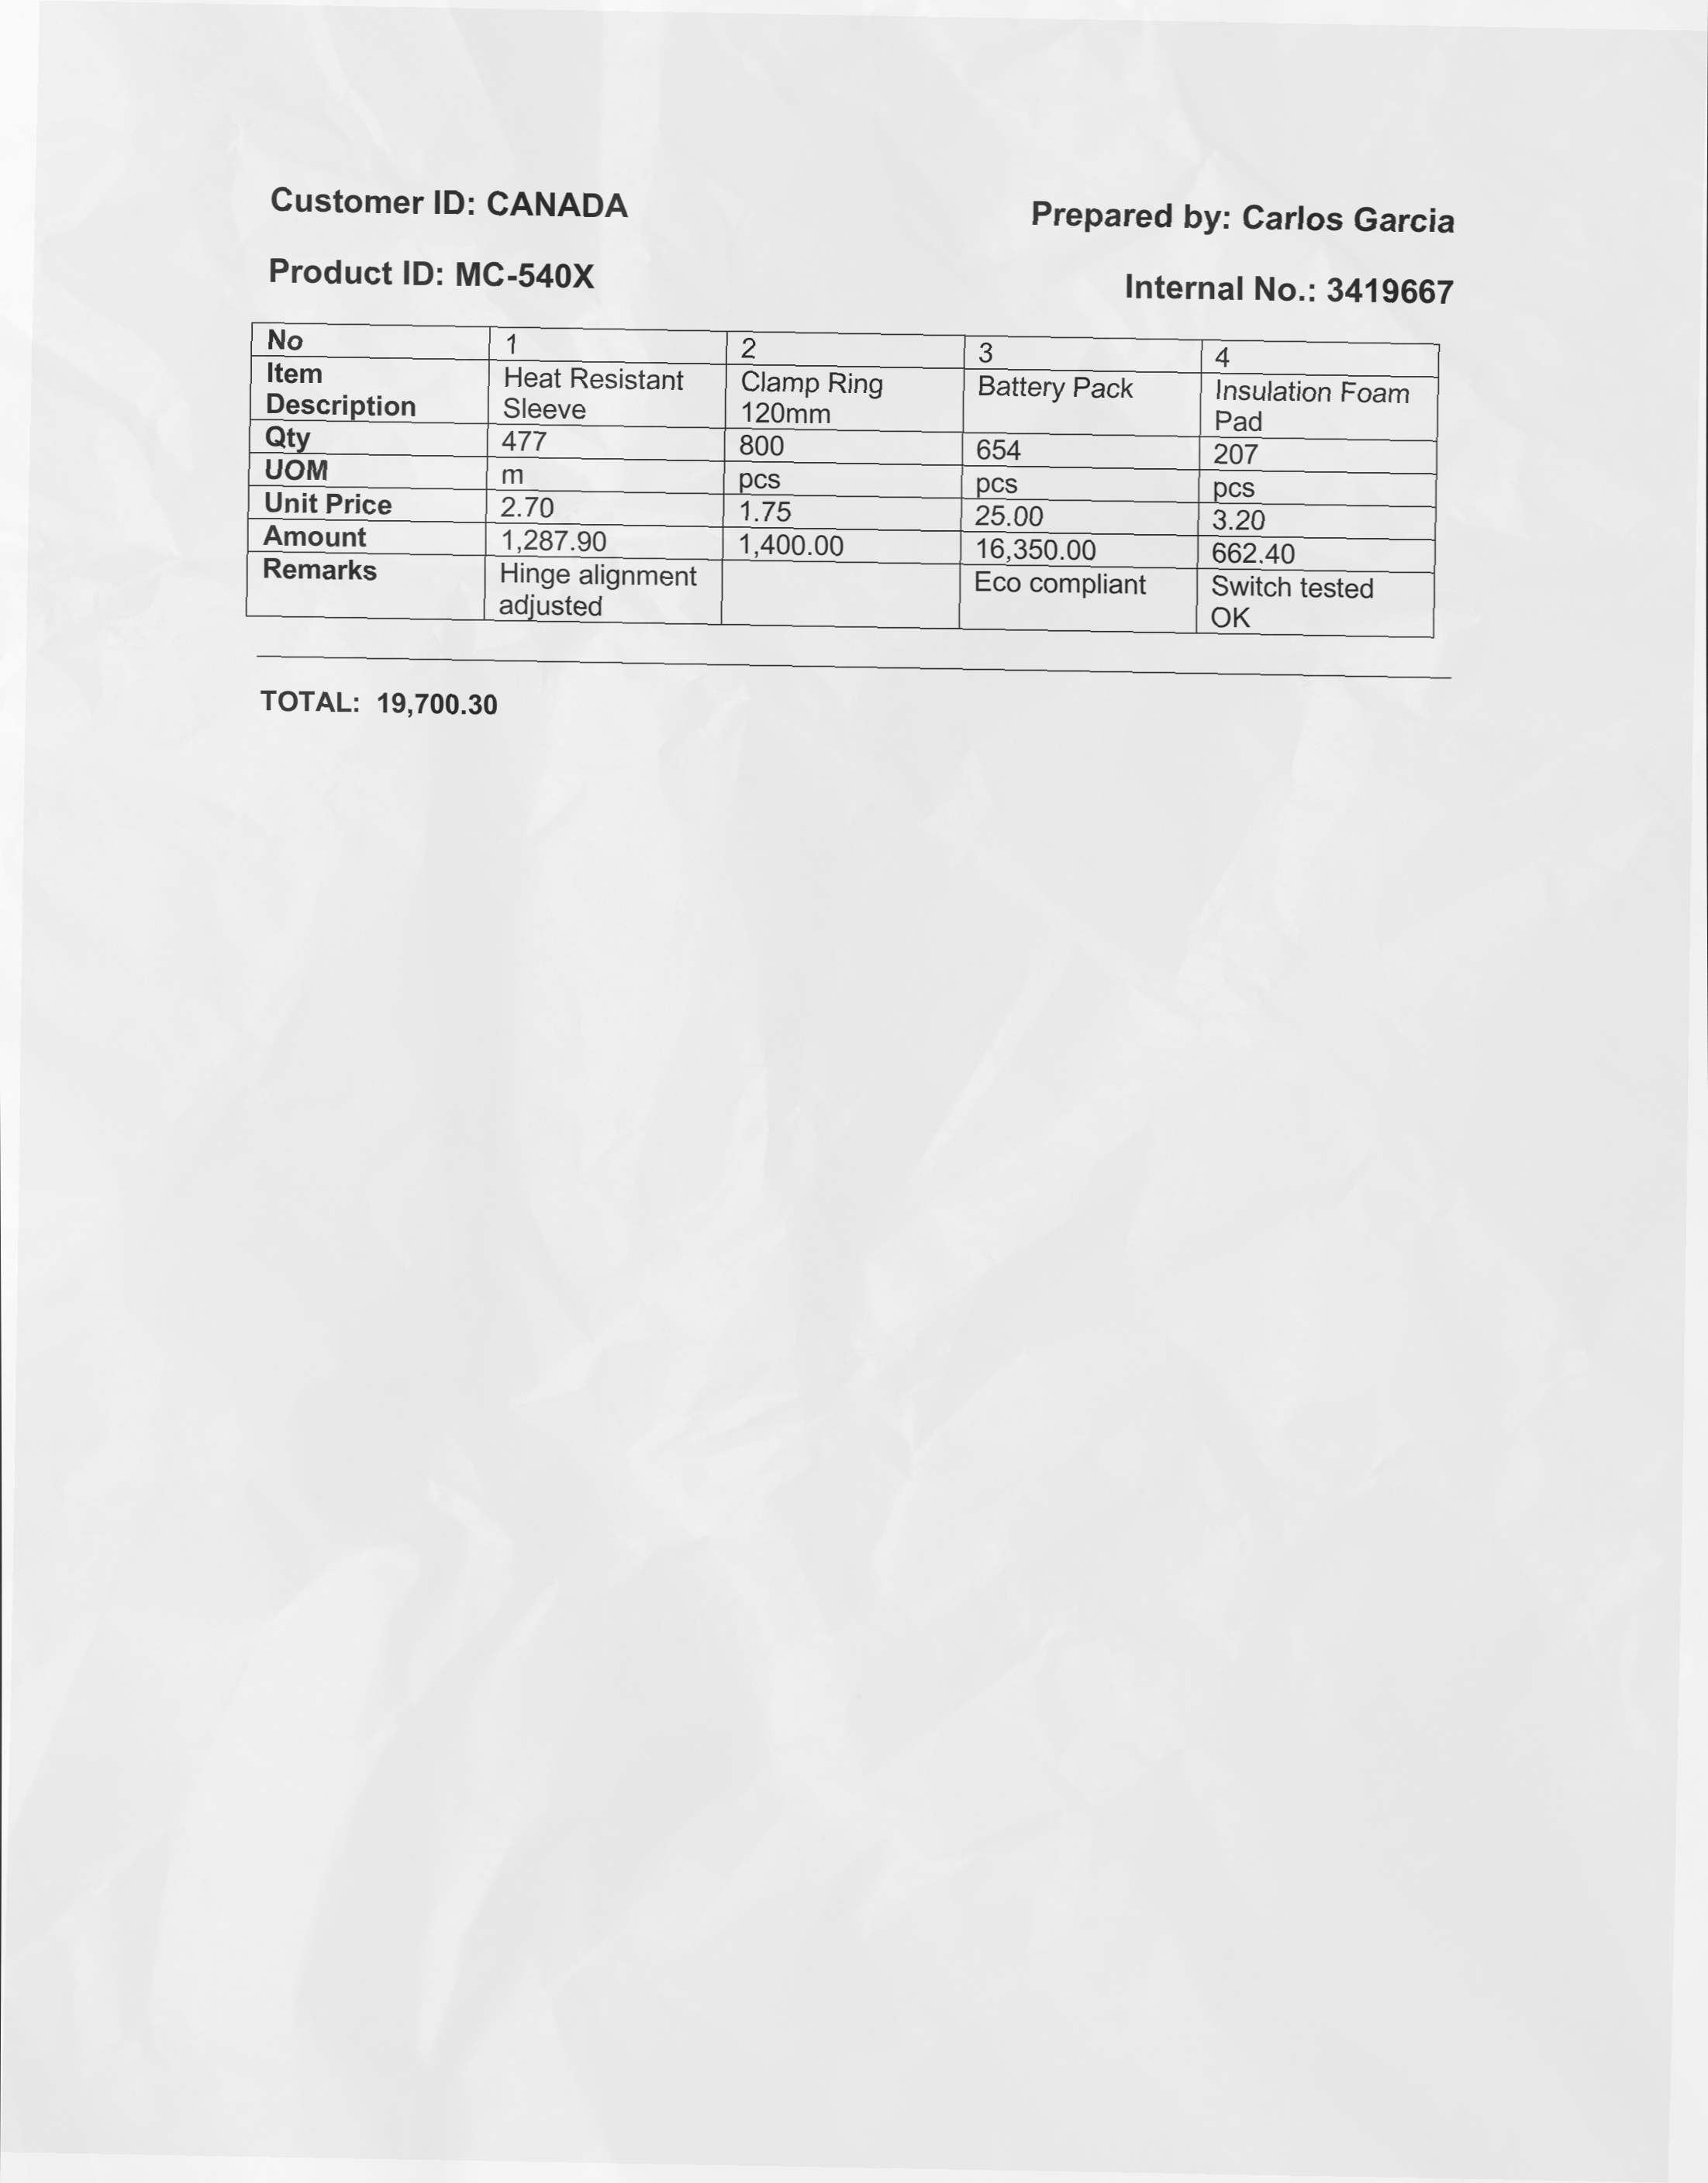 Customer ID: CANADA
Prepared by: Carlos Garcia
Product ID: MC-540X
Internal No.: 3419667
No 1 2 3 4
Item Description Heat Resistant Sleeve Clamp Ring 120mm Battery Pack Insulation Foam Pad
Qty 477 800 654 207
UOM m pcs pcs pcs
Unit Price 2.70 1.75 25.00 3.20
Amount 1,287.90 1,400.00 16,350.00 662.40
Remarks Hinge alignment adjusted Eco compliant Switch tested OK
TOTAL: 19,700.30